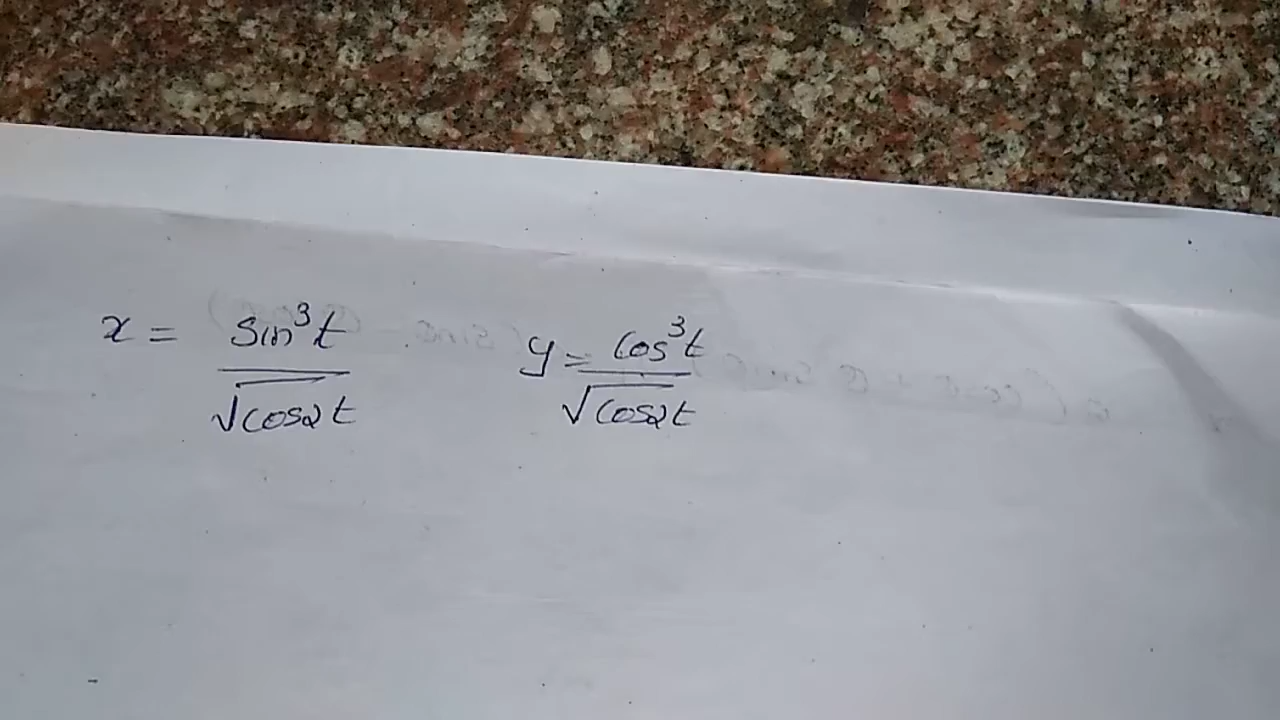 x = sin³t / √cos2t    y = cos³t / √cos2t